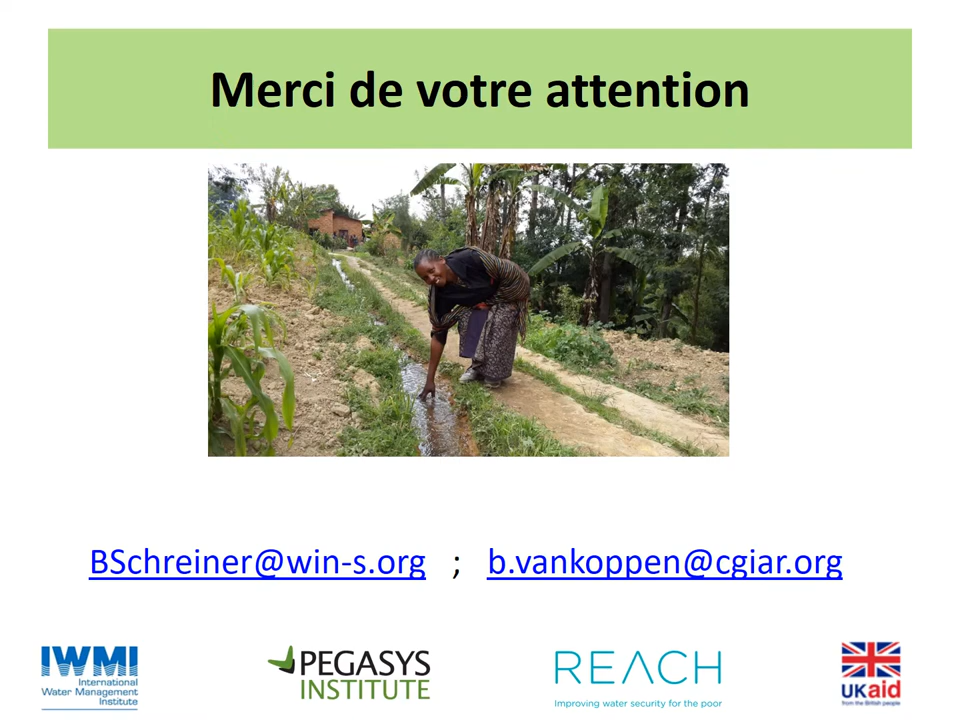 Merci de votre attention
BSchreiner@win-s.org ; b.vankoppen@cgiar.org
IWMI
International
Water Management
Institute
PEGASYS
INSTITUTE
REACH
Improving water security for the poor
UKaid
from the British people